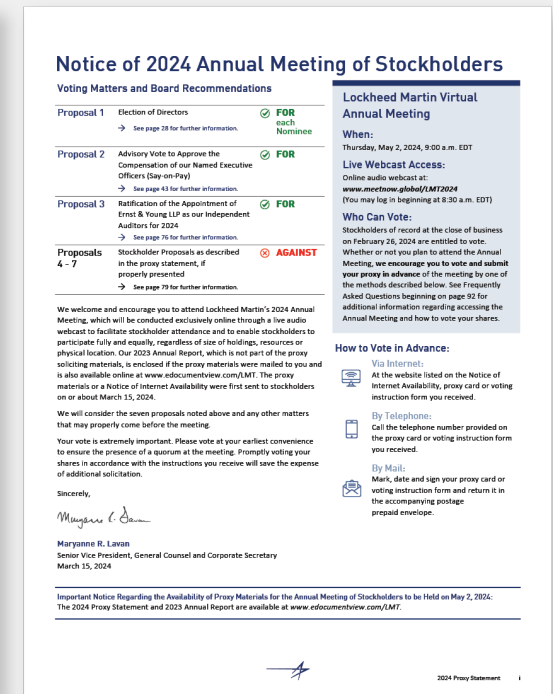 Notice of 2024 Annual Meeting of Stockholders
Voting Matters and Board Recommendations
Proposal 1
Election of Directors
→ See page 28 for further information.
FOR
each
Nominee
Proposal 2
Advisory Vote to Approve the
Compensation of our Named Executive
Officers (Say-on-Pay)
→ See page 43 for further information.
FOR
Proposal 3
Ratification of the Appointment of
Ernst & Young LLP as our Independent
Auditors for 2024
→ See page 76 for further information.
FOR
Proposals
4 - 7
Stockholder Proposals as described
in the proxy statement, if
properly presented
→ See page 79 for further information.
AGAINST
We welcome and encourage you to attend Lockheed Martin's 2024 Annual
Meeting, which will be conducted exclusively online through a live audio
webcast to facilitate stockholder attendance and to enable stockholders to
participate fully and equally, regardless of size of holdings, resources or
physical location. Our 2023 Annual Report, which is not part of the proxy
soliciting materials, is enclosed if the proxy materials were mailed to you and
is also available online at www.edocumentview.com/LMT. The proxy
materials or a Notice of Internet Availability were first sent to stockholders
on or about March 15, 2024.
We will consider the seven proposals noted above and any other matters
that may properly come before the meeting.
Your vote is extremely important. Please vote at your earliest convenience
to ensure the presence of a quorum at the meeting. Promptly voting your
shares in accordance with the instructions you receive will save the expense
of additional solicitation.
Sincerely,
Maryanne R. Lavan
Maryanne R. Lavan
Senior Vice President, General Counsel and Corporate Secretary
March 15, 2024
Lockheed Martin Virtual
Annual Meeting
When:
Thursday, May 2, 2024, 9:00 a.m. EDT
Live Webcast Access:
Online audio webcast at:
www.meetnow.global/LMT2024
(You may log in beginning at 8:30 a.m. EDT)
Who Can Vote:
Stockholders of record at the close of business
on February 26, 2024 are entitled to vote.
Whether or not you plan to attend the Annual
Meeting, we encourage you to vote and submit
your proxy in advance of the meeting by one of
the methods described below. See Frequently
Asked Questions beginning on page 92 for
additional information regarding accessing the
Annual Meeting and how to vote your shares.
How to Vote in Advance:
Via Internet:
At the website listed on the Notice of
Internet Availability, proxy card or voting
instruction form you received.
By Telephone:
Call the telephone number provided on
the proxy card or voting instruction form
you received.
By Mail:
Mark, date and sign your proxy card or
voting instruction form and return it in
the accompanying postage
prepaid envelope.
Important Notice Regarding the Availability of Proxy Materials for the Annual Meeting of Stockholders to be Held on May 2, 2024:
The 2024 Proxy Statement and 2023 Annual Report are available at www.edocumentview.com/LMT.
2024 Proxy Statement i